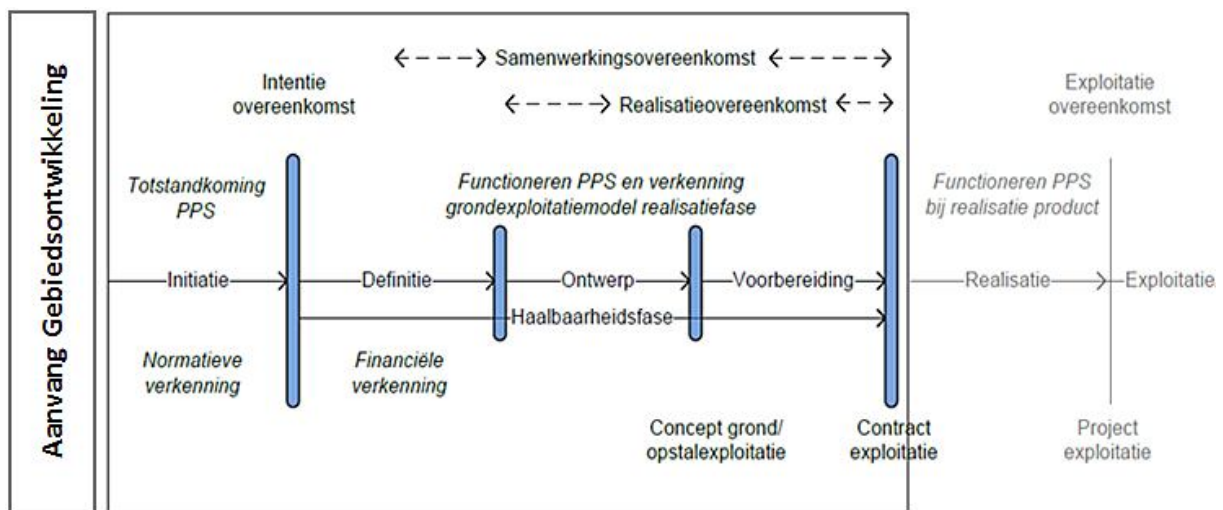 Aanvang Gebiedsontwikkeling
Samenwerkingsovereenkomst
Intentie
overeenkomst
Realisatieovereenkomst
Exploitatie
overeenkomst
Totstandkoming
PPS
Functioneren PPS en verkenning
grondexploitatiemodel realisatiefase
Functioneren PPS
bij realisatie product
Initiatie
Definitie
Ontwerp
Voorbereiding
Realisatie
Exploitatie
Haalbaarheidsfase
Normatieve
verkenning
Financiële
verkenning
Concept grond/
opstalexploitatie
Contract
exploitatie
Project
exploitatie